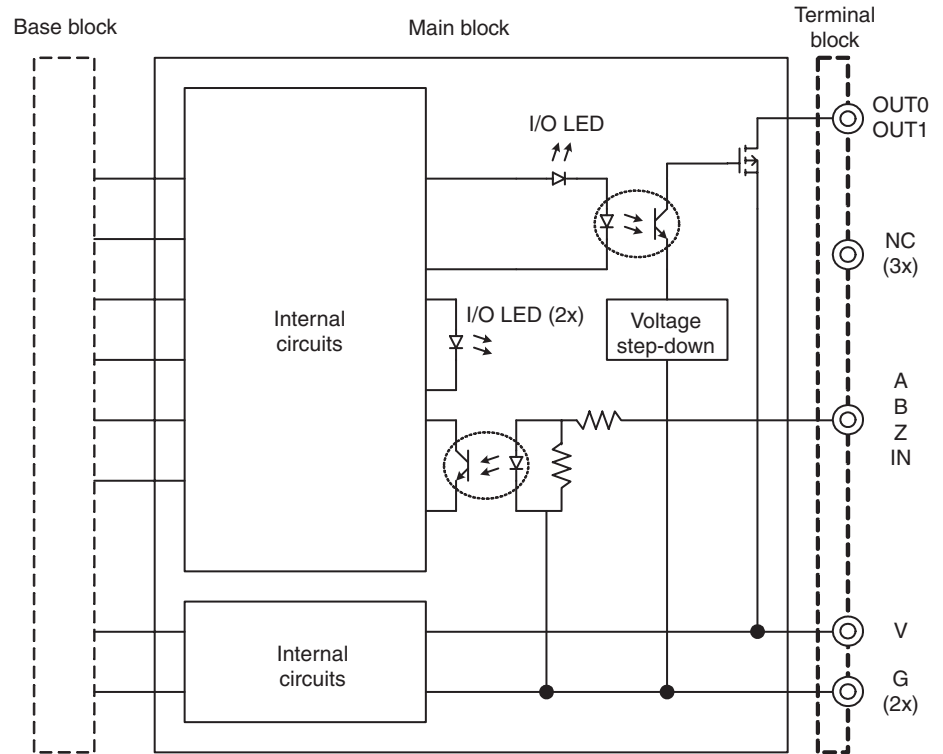 Base block
Main block
Terminal
block
I/O LED
OUT0
OUT1
NC
(3x)
Internal
circuits
I/O LED (2x)
Voltage
step-down
A
B
Z
IN
Internal
circuits
V
G
(2x)